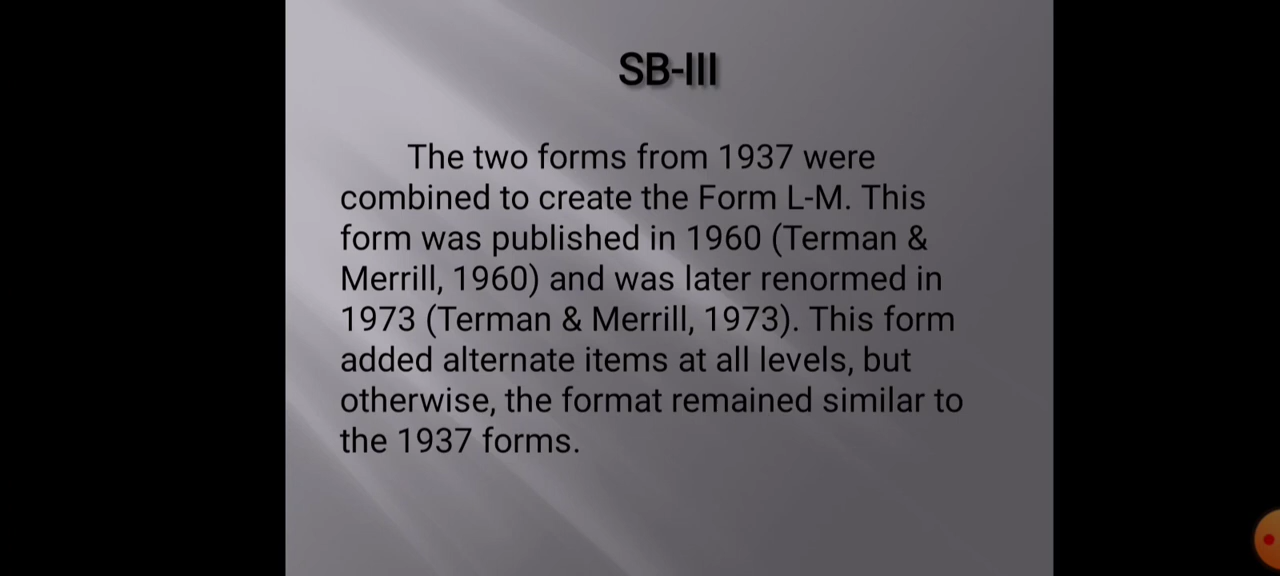 SB-III
The two forms from 1937 were
combined to create the Form L-M. This
form was published in 1960 (Terman &
Merrill, 1960) and was later renormed in
1973 (Terman & Merrill, 1973). This form
added alternate items at all levels, but
otherwise, the format remained similar to
the 1937 forms.